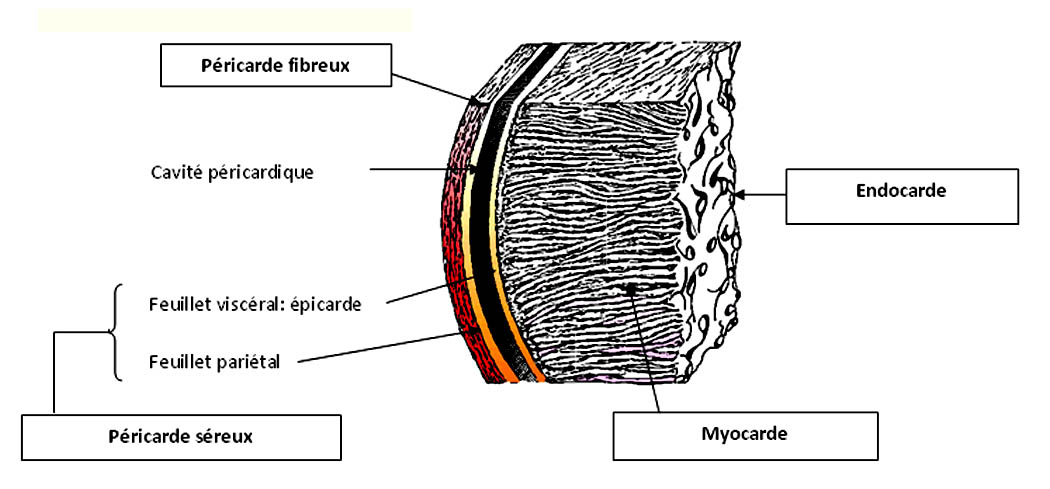 Péricarde fibreux
Cavité péricardique
Endocarde
Feuillet viscéral: épicarde
Feuillet pariétal
Péricarde séreux
Myocarde